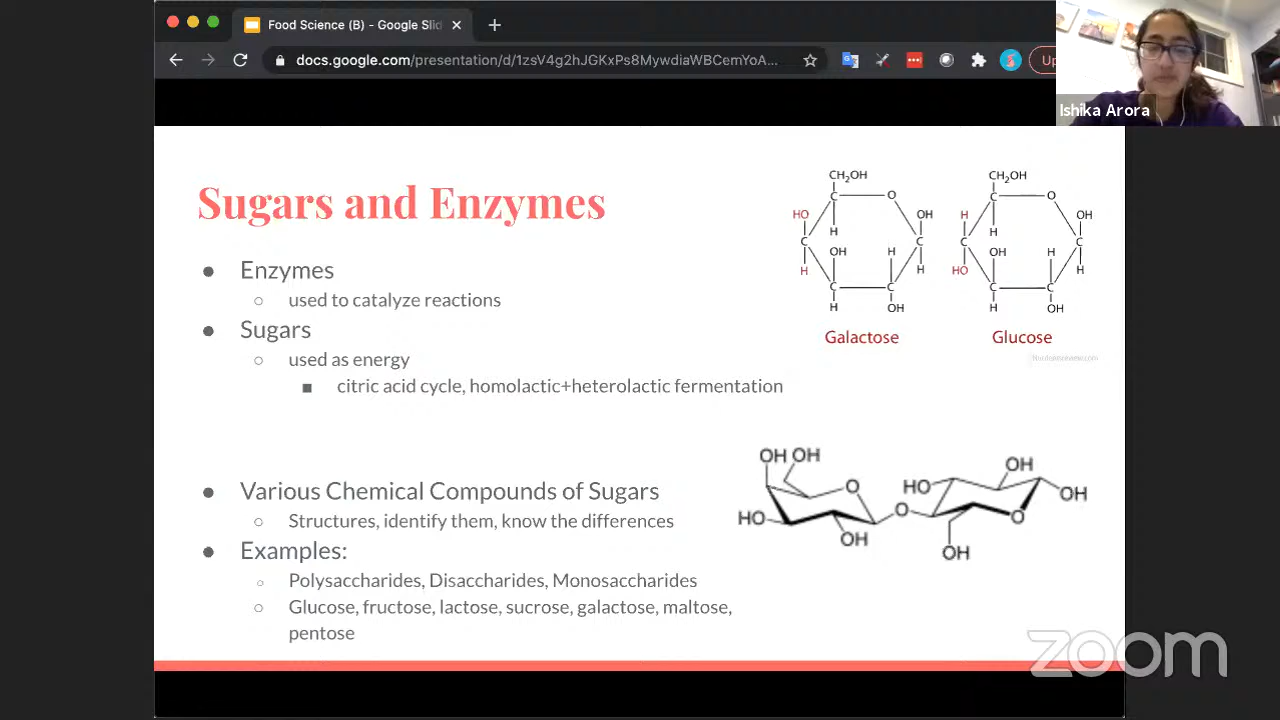 Food Science (B) - Google Slid
docs.google.com/presentation/d/1zsV4g2hJGKxPs8MywdiaWBCemYoA...
Up
Ishika Arora
Sugars and Enzymes
● Enzymes
○ used to catalyze reactions
● Sugars
○ used as energy
■ citric acid cycle, homolactic+heterolactic fermentation
● Various Chemical Compounds of Sugars
○ Structures, identify them, know the differences
● Examples:
○ Polysaccharides, Disaccharides, Monosaccharides
○ Glucose, fructose, lactose, sucrose, galactose, maltose,
pentose
CH₂OH
C O
HO OH
H
C OH H C
H H
C C
H OH
Galactose
CH₂OH
C O
H OH
H
C OH H C
HO H
C C
H OH
Glucose
OH OH
O
HO
OH
O
HO
OH
OH
O
OH
zoom